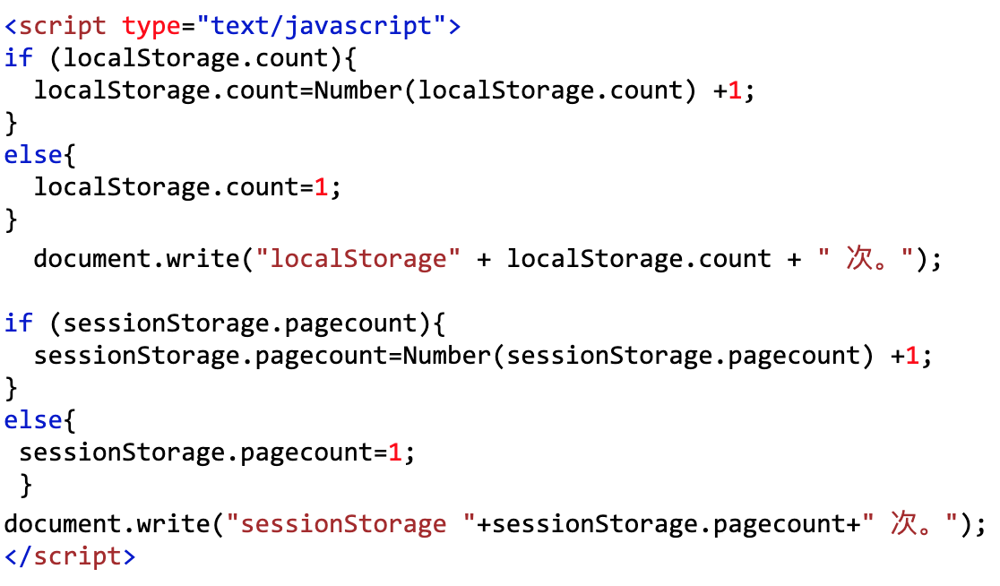 <script type="text/javascript">
if (localStorage.count){
  localStorage.count=Number(localStorage.count) +1;
}
else{
  localStorage.count=1;
}
  document.write("localStorage" + localStorage.count + " 次。");
if (sessionStorage.pagecount){
  sessionStorage.pagecount=Number(sessionStorage.pagecount) +1;
}
else{
 sessionStorage.pagecount=1;
 }
document.write("sessionStorage "+sessionStorage.pagecount+" 次。");
</script>